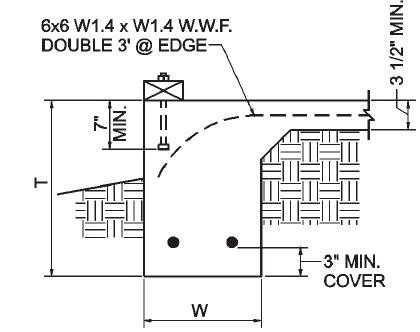 6x6 W1.4 x W1.4 W.W.F.
DOUBLE 3' @ EDGE
3 1/2" MIN.
7"
MIN.
T
3" MIN.
COVER
W